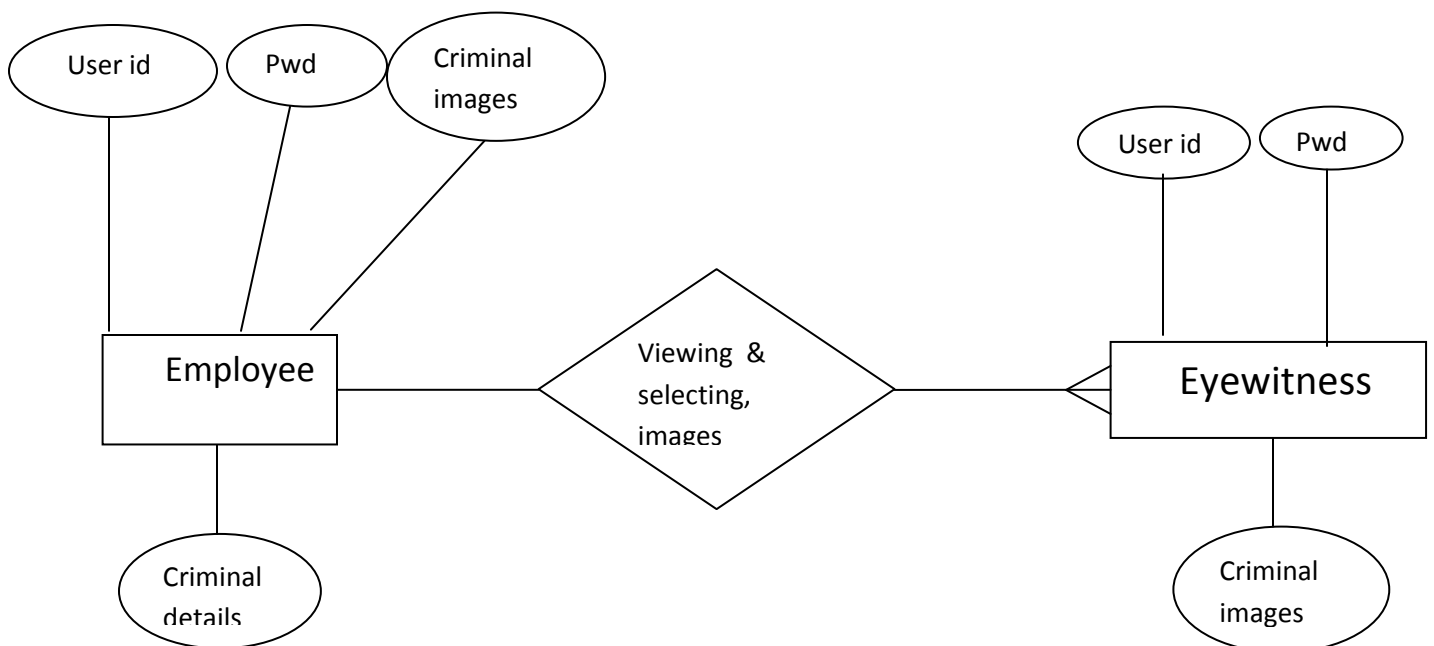 User id
Pwd
Criminal
images
User id
Pwd
Employee
Viewing & 
selecting,
images
Eyewitness
Criminal
details
Criminal
images